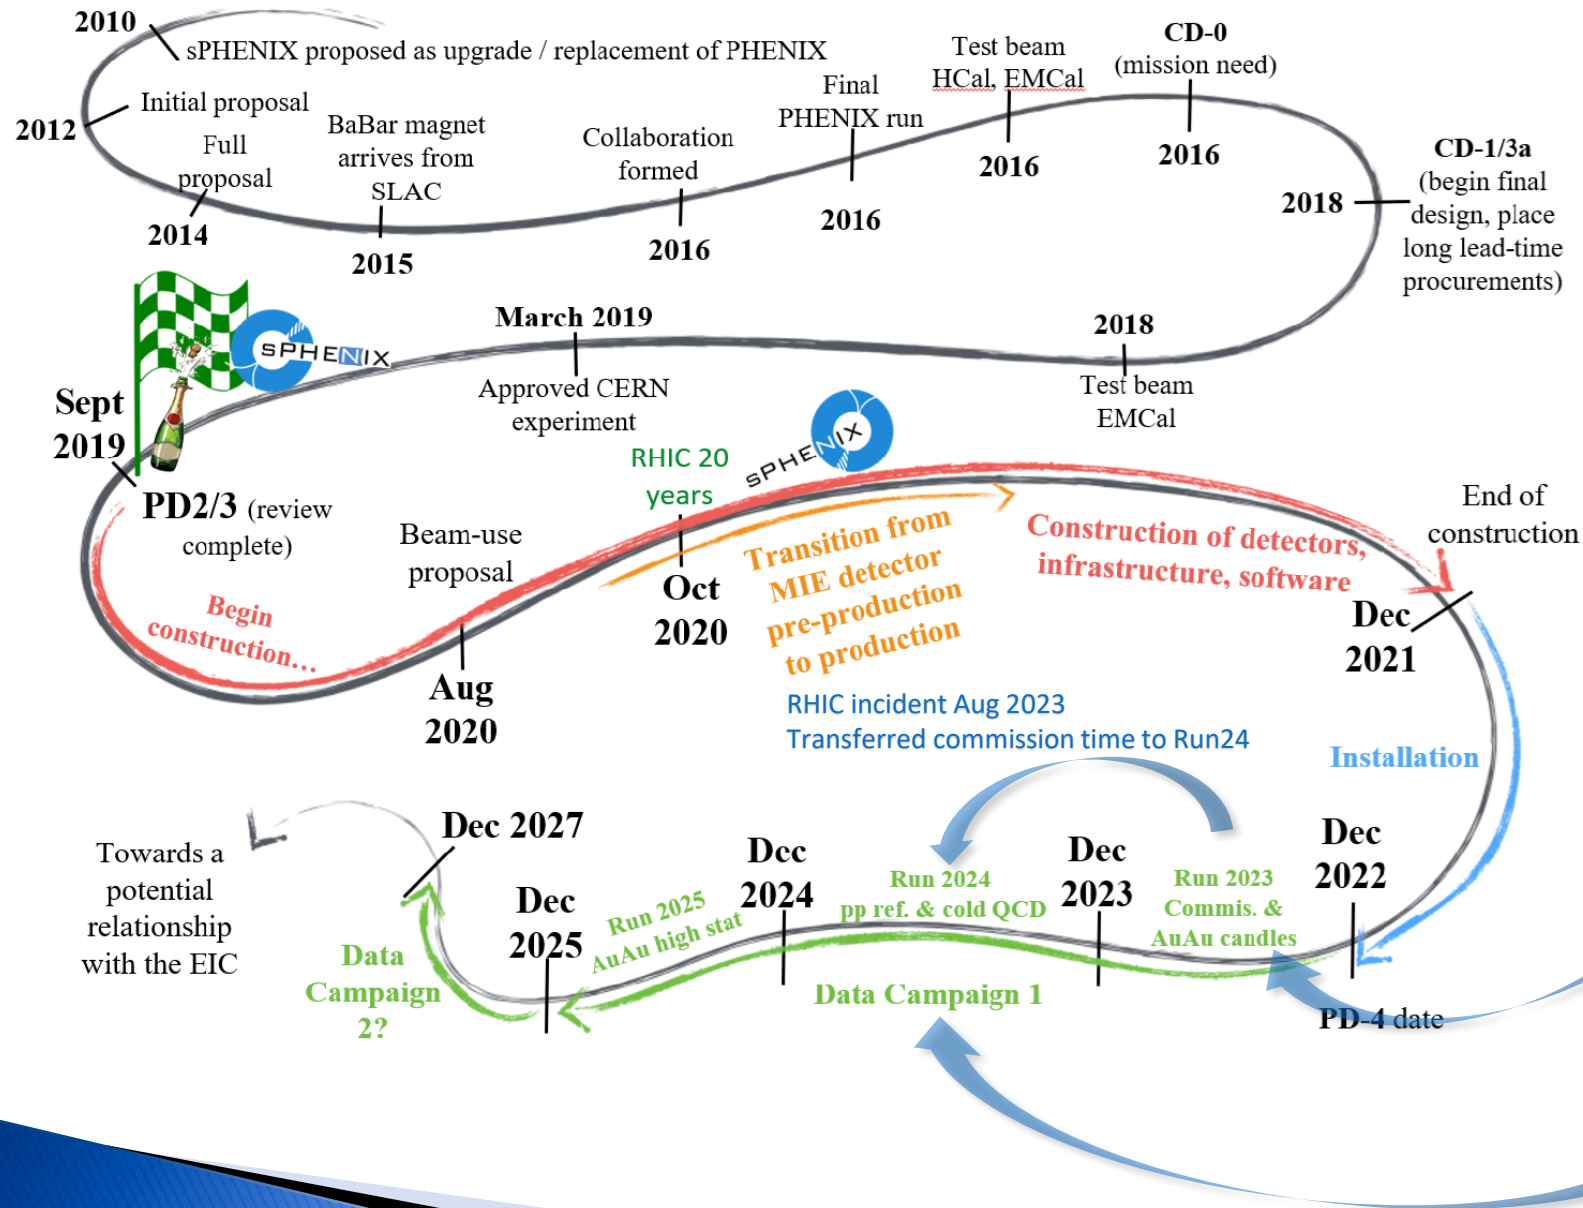 2010
sPHENIX proposed as upgrade / replacement of PHENIX
2012
Initial proposal
Full
proposal
2014
BaBar magnet
arrives from
SLAC
2015
Collaboration
formed
2016
Final
PHENIX run
2016
Test beam
HCal, EMCal
2016
CD-0
(mission need)
2016
2018
CD-1/3a
(begin final
design, place
long lead-time
procurements)
2018
Test beam
EMCal
March 2019
Approved CERN
experiment
sPHENIX
Sept
2019
PD2/3 (review
complete)
Begin
construction…
Beam-use
proposal
Aug
2020
RHIC 20
years
sPHENIX
Oct
2020
Transition from
MIE detector
pre-production
to production
Construction of detectors,
infrastructure, software
End of
construction
Dec
2021
RHIC incident Aug 2023
Transferred commission time to Run24
Installation
Dec
2022
PD-4 date
Run 2023
Commis. &
AuAu candles
Dec
2023
Run 2024
pp ref. & cold QCD
Data Campaign 1
Dec
2024
Run 2025
AuAu high stat
Dec
2025
Data
Campaign
2?
Dec 2027
Towards a
potential
relationship
with the EIC